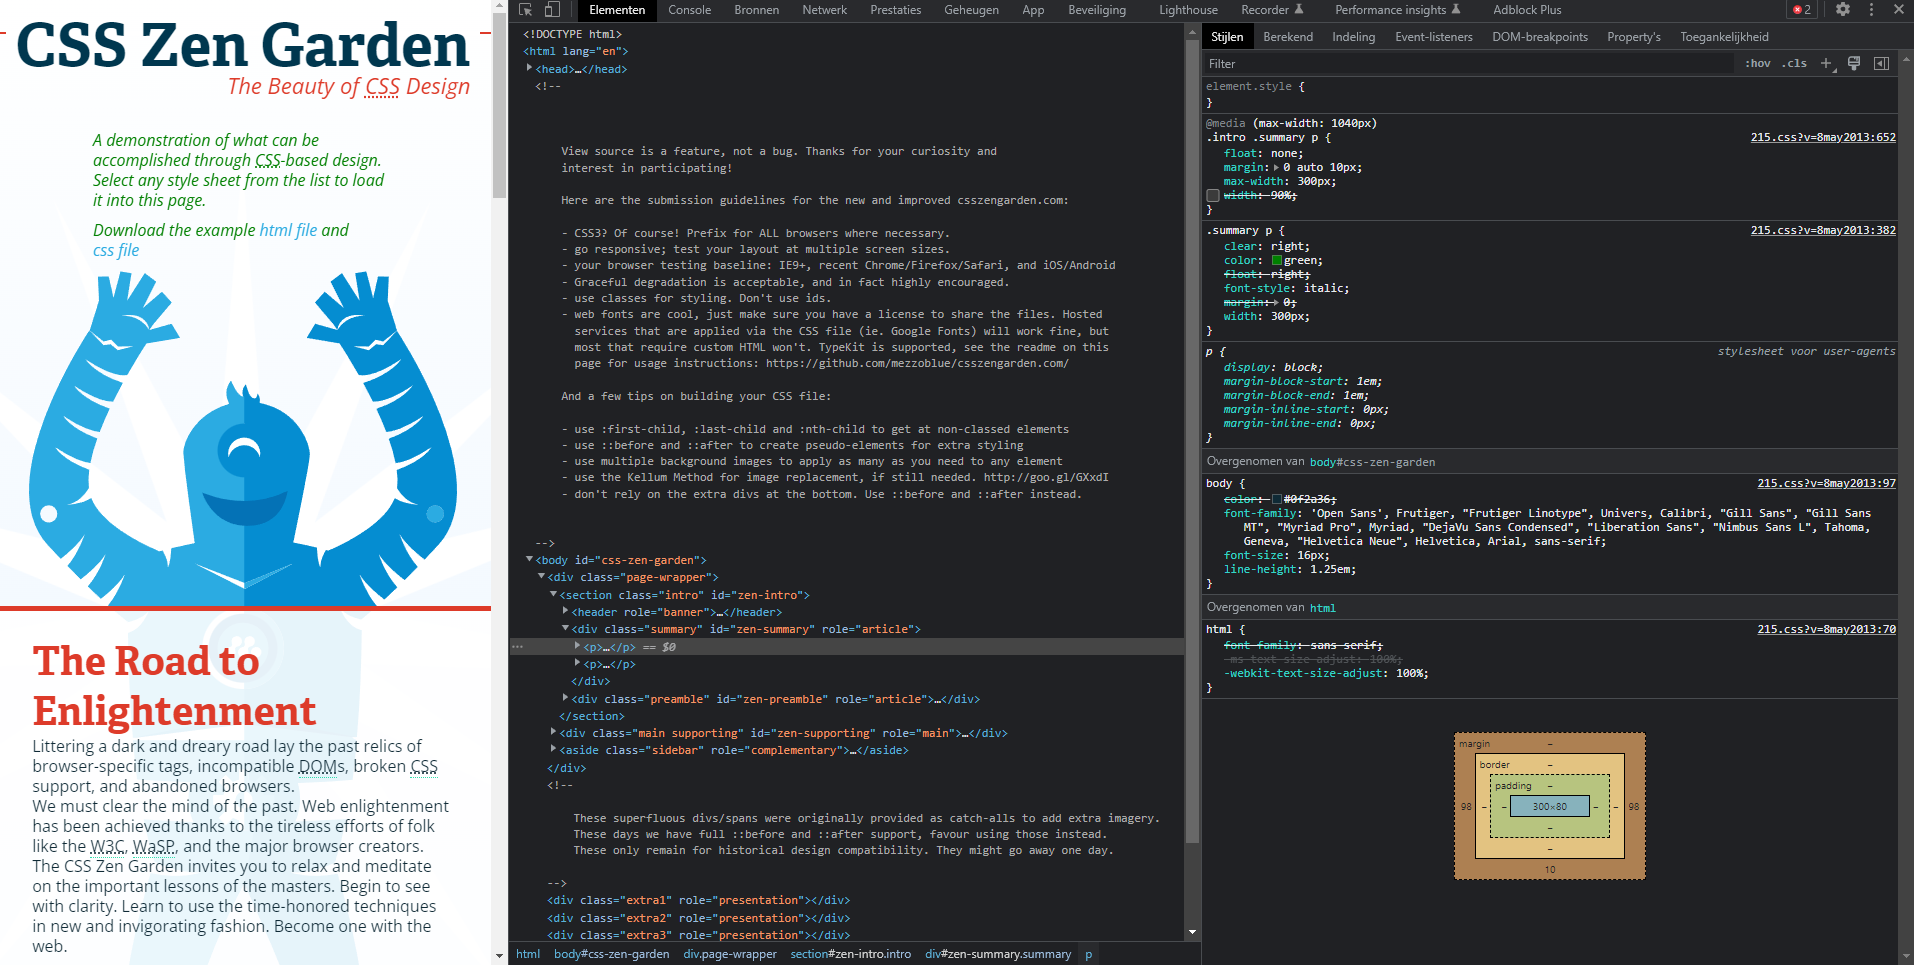 CSS Zen Garden
The Beauty of CSS Design
A demonstration of what can be
accomplished through CSS-based design.
Select any style sheet from the list to load
it into this page.
Download the example html file and
css file
The Road to
Enlightenment
Littering a dark and dreary road lay the past relics of
browser-specific tags, incompatible DOMs, broken CSS
support, and abandoned browsers.
We must clear the mind of the past. Web enlightenment
has been achieved thanks to the tireless efforts of folk
like the W3C, WaSP, and the major browser creators.
The CSS Zen Garden invites you to relax and meditate
on the important lessons of the masters. Begin to see
with clarity. Learn to use the time-honored techniques
in new and invigorating fashion. Become one with the
web.
Elementen Console Bronnen Netwerk Prestaties Geheugen App Beveiliging Lighthouse Recorder Performance insights Adblock Plus 2
<!DOCTYPE html>
<html lang="en">
<head>…</head>
<!--
View source is a feature, not a bug. Thanks for your curiosity and
interest in participating!
Here are the submission guidelines for the new and improved csszengarden.com:
- CSS3? Of course! Prefix for ALL browsers where necessary.
- go responsive; test your layout at multiple screen sizes.
- your browser testing baseline: IE9+, recent Chrome/Firefox/Safari, and iOS/Android
- Graceful degradation is acceptable, and in fact highly encouraged.
- use classes for styling. Don't use ids.
- web fonts are cool, just make sure you have a license to share the files. Hosted
services that are applied via the CSS file (ie. Google Fonts) will work fine, but
most that require custom HTML won't. TypeKit is supported, see the readme on this
page for usage instructions: https://github.com/mezzoblue/csszengarden.com/
And a few tips on building your CSS file:
- use :first-child, :last-child and :nth-child to get at non-classed elements
- use ::before and ::after to create pseudo-elements for extra styling
- use multiple background images to apply as many as you need to any element
- use the Kellum Method for image replacement, if still needed. http://goo.gl/GXxdI
- don't rely on the extra divs at the bottom. Use ::before and ::after instead.
-->
<body id="css-zen-garden">
<div class="page-wrapper">
<section class="intro" id="zen-intro">
<header role="banner">…</header>
<div class="summary" id="zen-summary" role="article">
<p>…</p> == $0
<p>…</p>
</div>
<div class="preamble" id="zen-preamble" role="article">…</div>
</section>
<div class="main supporting" id="zen-supporting" role="main">…</div>
<aside class="sidebar" role="complementary">…</aside>
</div>
<!--
These superfluous divs/spans were originally provided as catch-alls to add extra imagery.
These days we have full ::before and ::after support, favour using those instead.
These only remain for historical design compatibility. They might go away one day.
-->
<div class="extra1" role="presentation"></div>
<div class="extra2" role="presentation"></div>
<div class="extra3" role="presentation"></div>
html body#css-zen-garden div.page-wrapper section#zen-intro.intro div#zen-summary.summary p
Stijlen Berekend Indeling Event-listeners DOM-breakpoints Property's Toegankelijkheid
Filter :hov .cls
element.style {
}
@media (max-width: 1040px)
.intro .summary p { 215.css?v=8may2013:652
float: none;
margin: 0 auto 10px;
max-width: 300px;
width: 90%;
}
.summary p { 215.css?v=8may2013:382
clear: right;
color: green;
float: right;
font-style: italic;
margin: 0;
width: 300px;
}
p { stylesheet voor user-agents
display: block;
margin-block-start: 1em;
margin-block-end: 1em;
margin-inline-start: 0px;
margin-inline-end: 0px;
}
Overgenomen van body#css-zen-garden
body { 215.css?v=8may2013:97
color: #0f2a36;
font-family: 'Open Sans', Frutiger, "Frutiger Linotype", Univers, Calibri, "Gill Sans", "Gill Sans
MT", "Myriad Pro", Myriad, "DejaVu Sans Condensed", "Liberation Sans", "Nimbus Sans L", Tahoma,
Geneva, "Helvetica Neue", Helvetica, Arial, sans-serif;
font-size: 16px;
line-height: 1.25em;
}
Overgenomen van html
html { 215.css?v=8may2013:70
font-family: sans-serif;
-ms-text-size-adjust: 100%;
-webkit-text-size-adjust: 100%;
}
margin –
border –
padding –
98 – – 300×80 – – 98
–
–
10